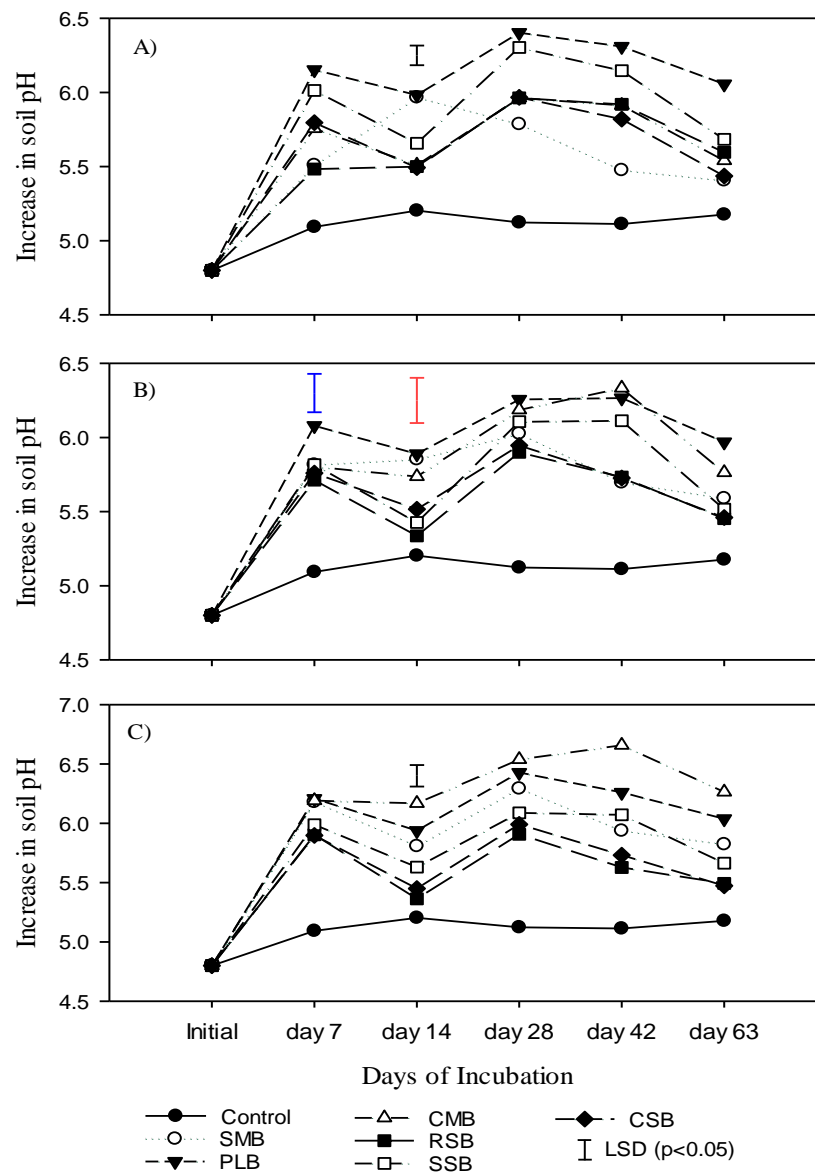 A)
Increase in soil pH
6.5
6.0
5.5
5.0
4.5
B)
Increase in soil pH
6.5
6.0
5.5
5.0
4.5
C)
Increase in soil pH
7.0
6.5
6.0
5.5
5.0
4.5
Initial day 7 day 14 day 28 day 42 day 63
Days of Incubation
Control CMB CSB
SMB RSB LSD (p<0.05)
PLB SSB